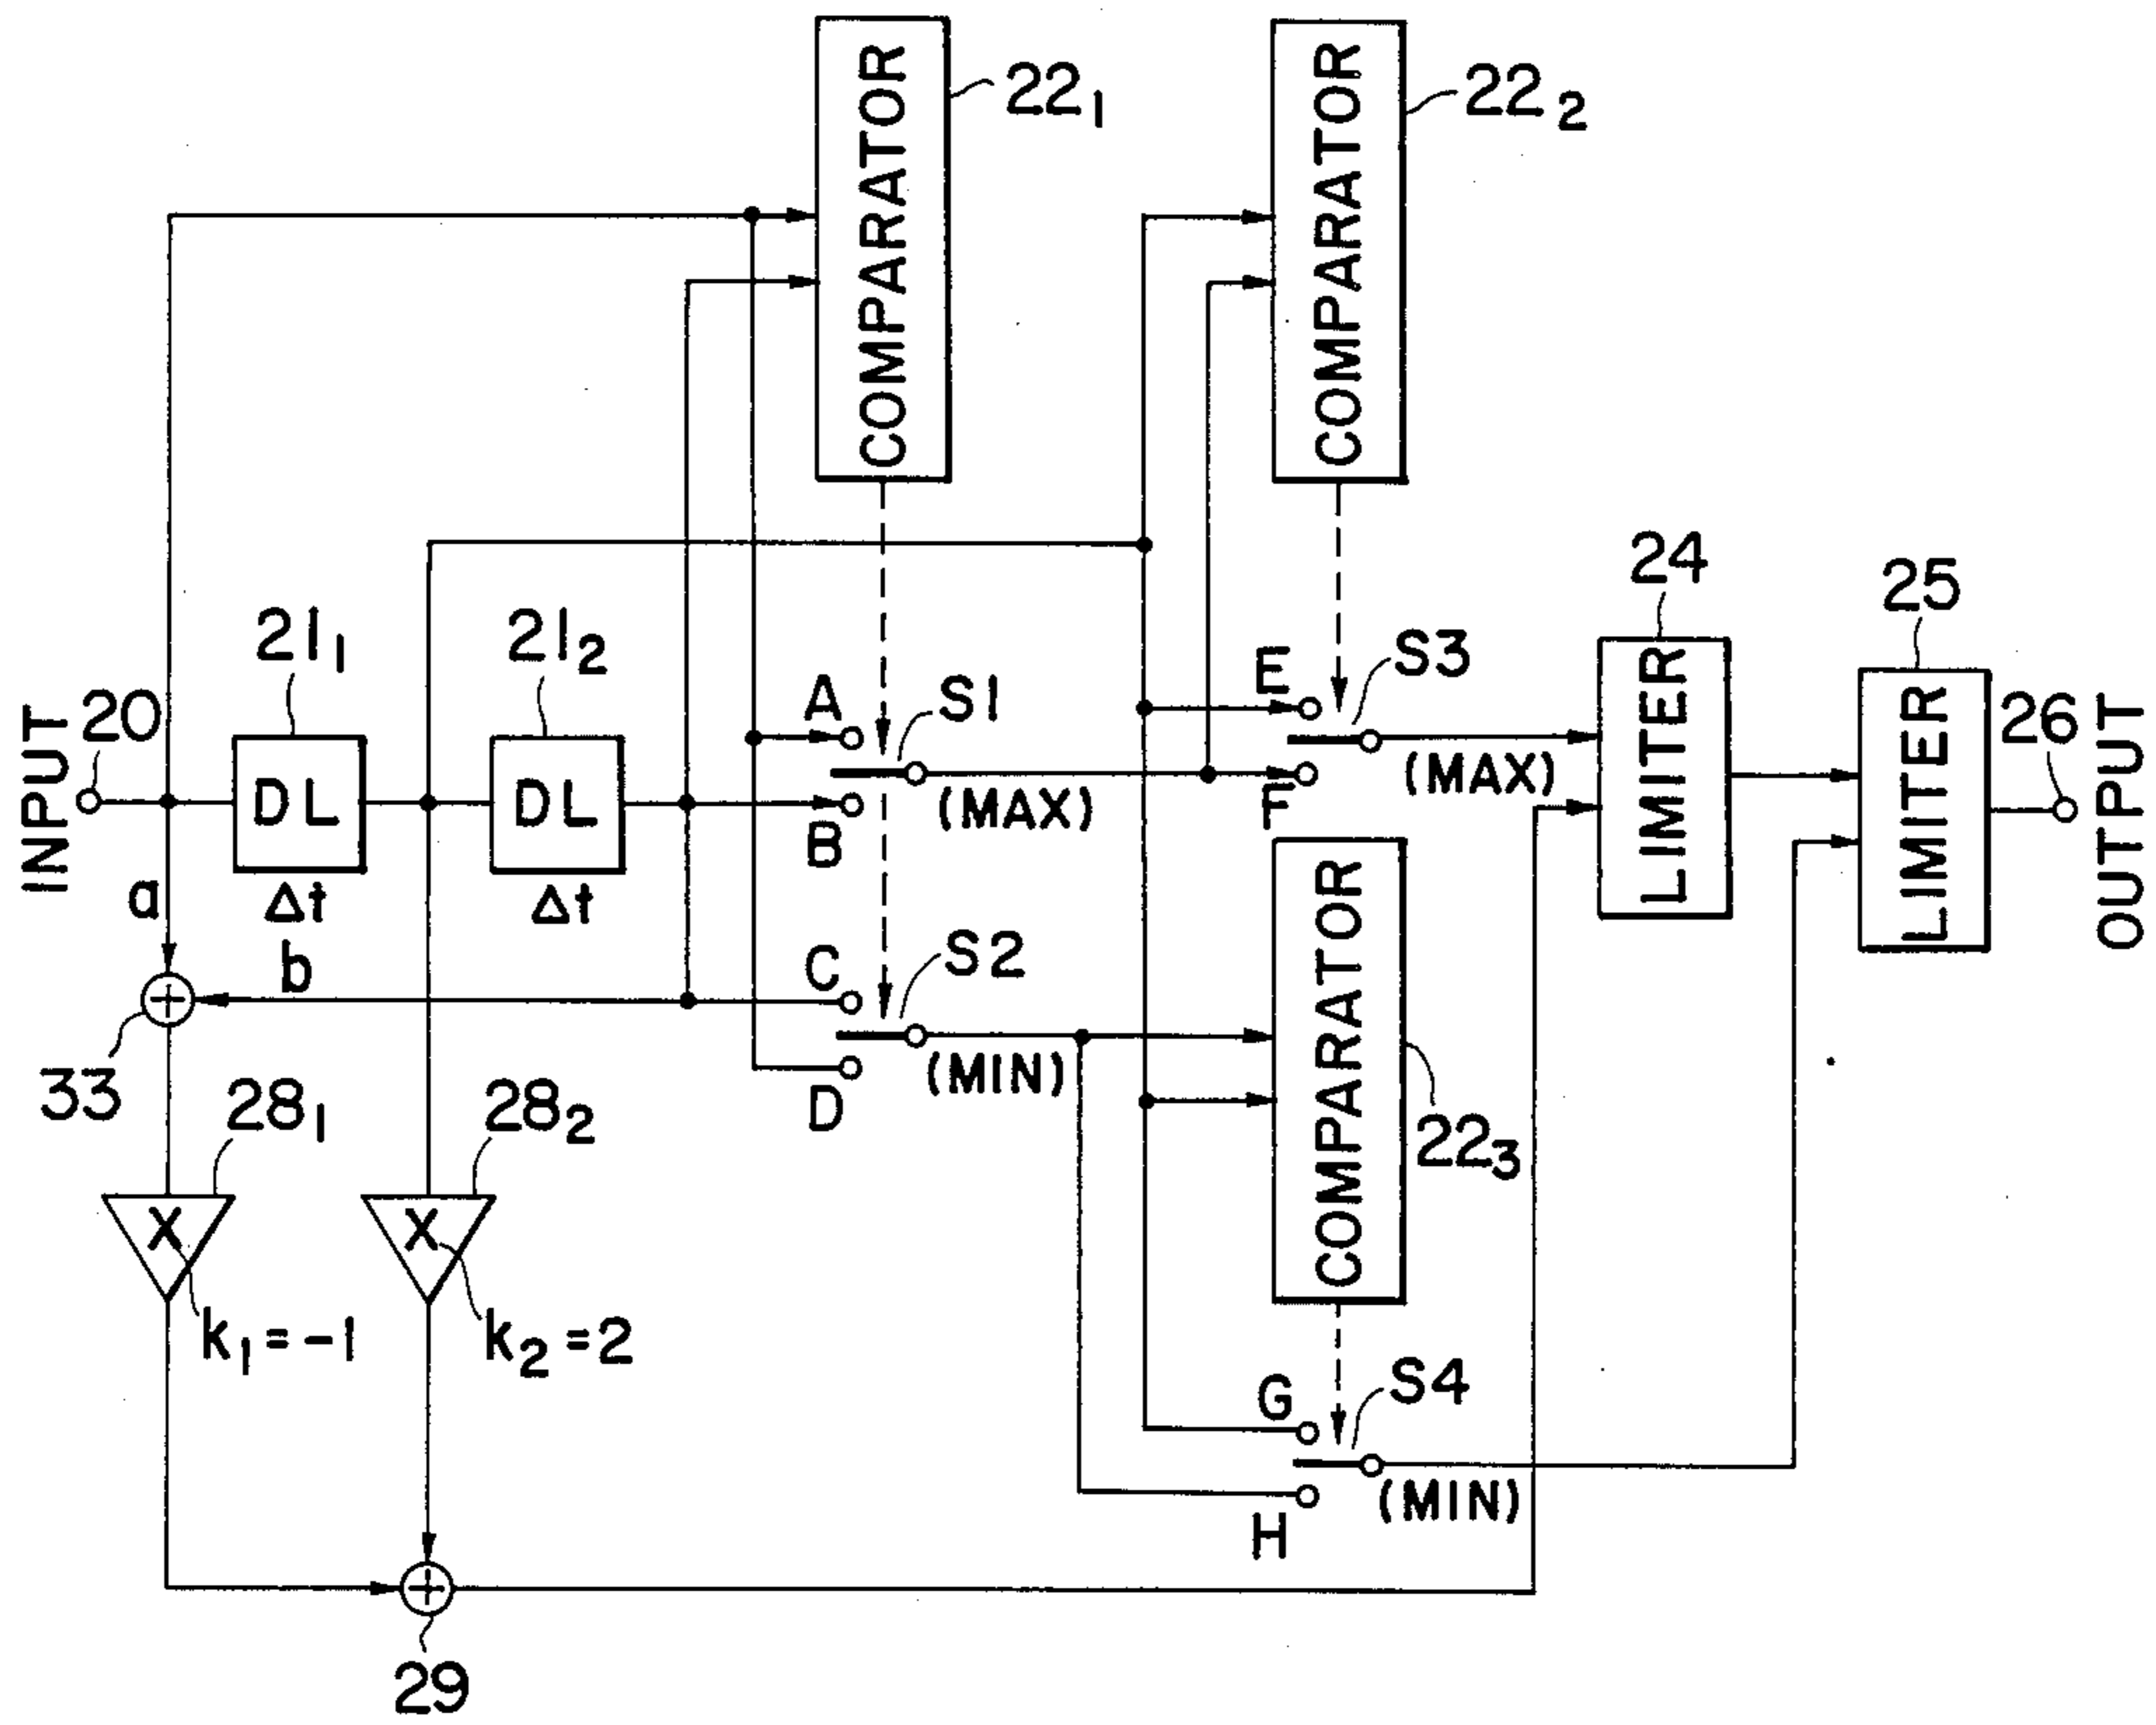 COMPARATOR
22₁
COMPARATOR
22₂
INPUT
20
21₁
DL
Δt
21₂
DL
Δt
a
b
33
A
B
S1
(MAX)
C
D
S2
(MIN)
E
F
S3
(MAX)
24
LIMITER
25
LIMITER
26
OUTPUT
COMPARATOR
22₃
28₁
X
k₁=-1
28₂
X
k₂=2
G
H
S4
(MIN)
29